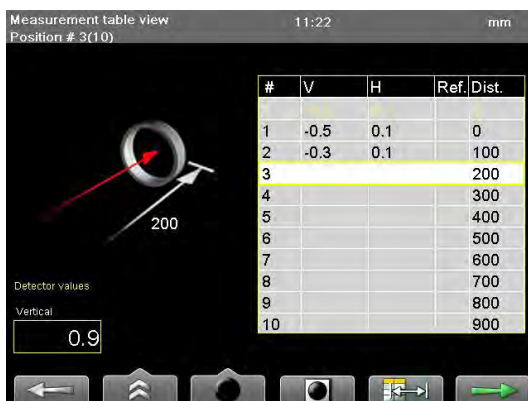 Measurement table view 11:22 mm
Position # 3(10)
# V H Ref. Dist.
1 -0.5 0.1 0
2 -0.3 0.1 100
3 200
4 300
5 400
6 500
7 600
8 700
9 800
10 900
200
Detector values
Vertical
0.9